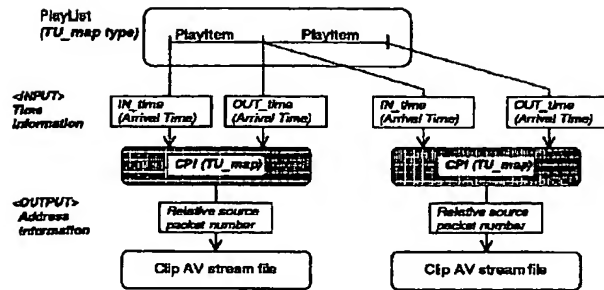 PlayList
(TU_map type)
PlayItem
PlayItem
<INPUT>
Time
Information
IN_time
(Arrival Time)
OUT_time
(Arrival Time)
IN_time
(Arrival Time)
OUT_time
(Arrival Time)
CPI (TU_map)
CPI (TU_map)
<OUTPUT>
Address
Information
Relative source
packet number
Relative source
packet number
Clip AV stream file
Clip AV stream file